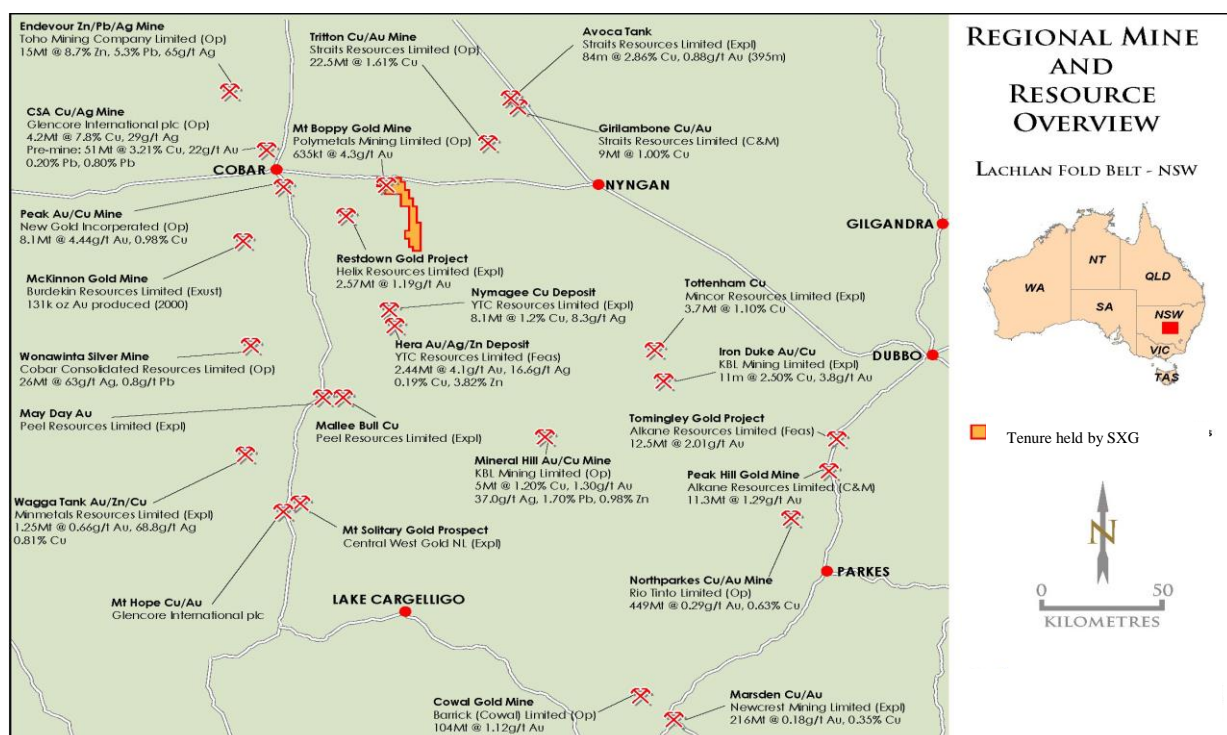 Endevour Zn/Pb/Ag Mine
Toho Mining Company Limited (Op)
15Mt @ 8.7% Zn, 5.3% Pb, 65g/t Ag
Tritton Cu/Au Mine
Straits Resources Limited (Op)
22.5Mt @ 1.61% Cu
Avoca Tank
Straits Resources Limited (Expl)
84m @ 2.86% Cu, 0.88g/t Au (395m)
CSA Cu/Ag Mine
Glencore International plc (Op)
4.2Mt @ 7.8% Cu, 29g/t Ag
Pre-mine: 51Mt @ 3.21% Cu, 22g/t Au
0.20% Pb, 0.80% Pb
Mt Boppy Gold Mine
Polymetals Mining Limited (Op)
635kt @ 4.3g/t Au
Girilambone Cu/Au
Straits Resources Limited (C&M)
9Mt @ 1.00% Cu
COBAR
NYNGAN
GILGANDRA
Peak Au/Cu Mine
New Gold Incorporated (Op)
8.1Mt @ 4.44g/t Au, 0.98% Cu
McKinnon Gold Mine
Burdekin Resources Limited (Exust)
131k oz Au produced (2000)
Restdown Gold Project
Helix Resources Limited (Expl)
2.57Mt @ 1.19g/t Au
Nymagee Cu Deposit
YTC Resources Limited (Expl)
8.1Mt @ 1.2% Cu, 8.3g/t Ag
Tottenham Cu
Mincor Resources Limited (Expl)
3.7Mt @ 1.10% Cu
Hera Au/Ag/Zn Deposit
YTC Resources Limited (Feas)
2.44Mt @ 4.1g/t Au, 16.6g/t Ag
0.19% Cu, 3.82% Zn
Wonawinta Silver Mine
Cobar Consolidated Resources Limited (Op)
26Mt @ 63g/t Ag, 0.8g/t Pb
Iron Duke Au/Cu
KBL Mining Limited (Expl)
11m @ 2.50% Cu, 3.8g/t Au
DUBBO
May Day Au
Peel Resources Limited (Expl)
Mallee Bull Cu
Peel Resources Limited (Expl)
Tomingley Gold Project
Alkane Resources Limited (Feas)
12.5Mt @ 2.01g/t Au
Mineral Hill Au/Cu Mine
KBL Mining Limited (Op)
5Mt @ 1.20% Cu, 1.30g/t Au
37.0g/t Ag, 1.70% Pb, 0.98% Zn
Peak Hill Gold Mine
Alkane Resources Limited (C&M)
11.3Mt @ 1.29g/t Au
Wagga Tank Au/Zn/Cu
Minmetals Resources Limited (Expl)
1.25Mt @ 0.66g/t Au, 68.8g/t Ag
0.81% Cu
Mt Solitary Gold Prospect
Central West Gold NL (Expl)
Northparkes Cu/Au Mine
Rio Tinto Limited (Op)
449Mt @ 0.29g/t Au, 0.63% Cu
PARKES
Mt Hope Cu/Au
Glencore International plc
LAKE CARGELLIGO
Cowal Gold Mine
Barrick (Cowal) Limited (Op)
104Mt @ 1.12g/t Au
Marsden Cu/Au
Newcrest Mining Limited (Expl)
216Mt @ 0.18g/t Au, 0.35% Cu
REGIONAL MINE
AND
RESOURCE
OVERVIEW
LACHLAN FOLD BELT - NSW
NT
QLD
WA
SA
NSW
VIC
TAS
Tenure held by SXG
N
0 50
KILOMETRES